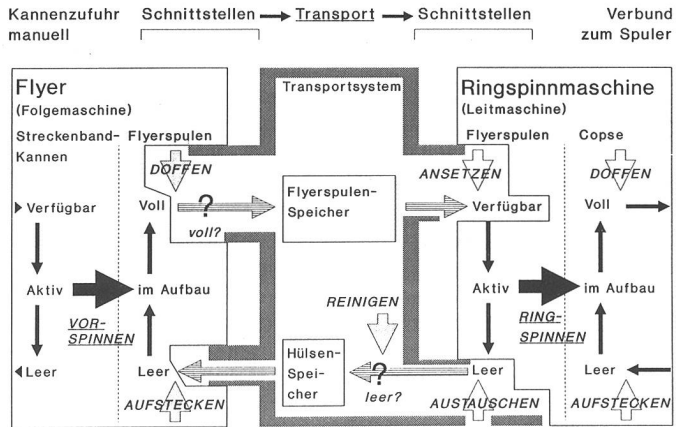 Kannenzufuhr
manuell
Schnittstellen
Transport
Schnittstellen
Verbund
zum Spuler
Flyer
(Folgemaschine)
Streckenband-
Kannen
Flyerspulen
DOFFEN
Verfügbar
Voll
?
voll?
Aktiv
im Aufbau
VOR-
SPINNEN
Leer
Leer
AUFSTECKEN
Transportsystem
Flyerspulen-
Speicher
REINIGEN
Hülsen-
Spei-
cher
?
leer?
Ringspinnmaschine
(Leitmaschine)
Flyerspulen
Copse
ANSETZEN
DOFFEN
Verfügbar
Voll
Aktiv
im Aufbau
RING-
SPINNEN
Leer
Leer
AUSTAUSCHEN
AUFSTECKEN